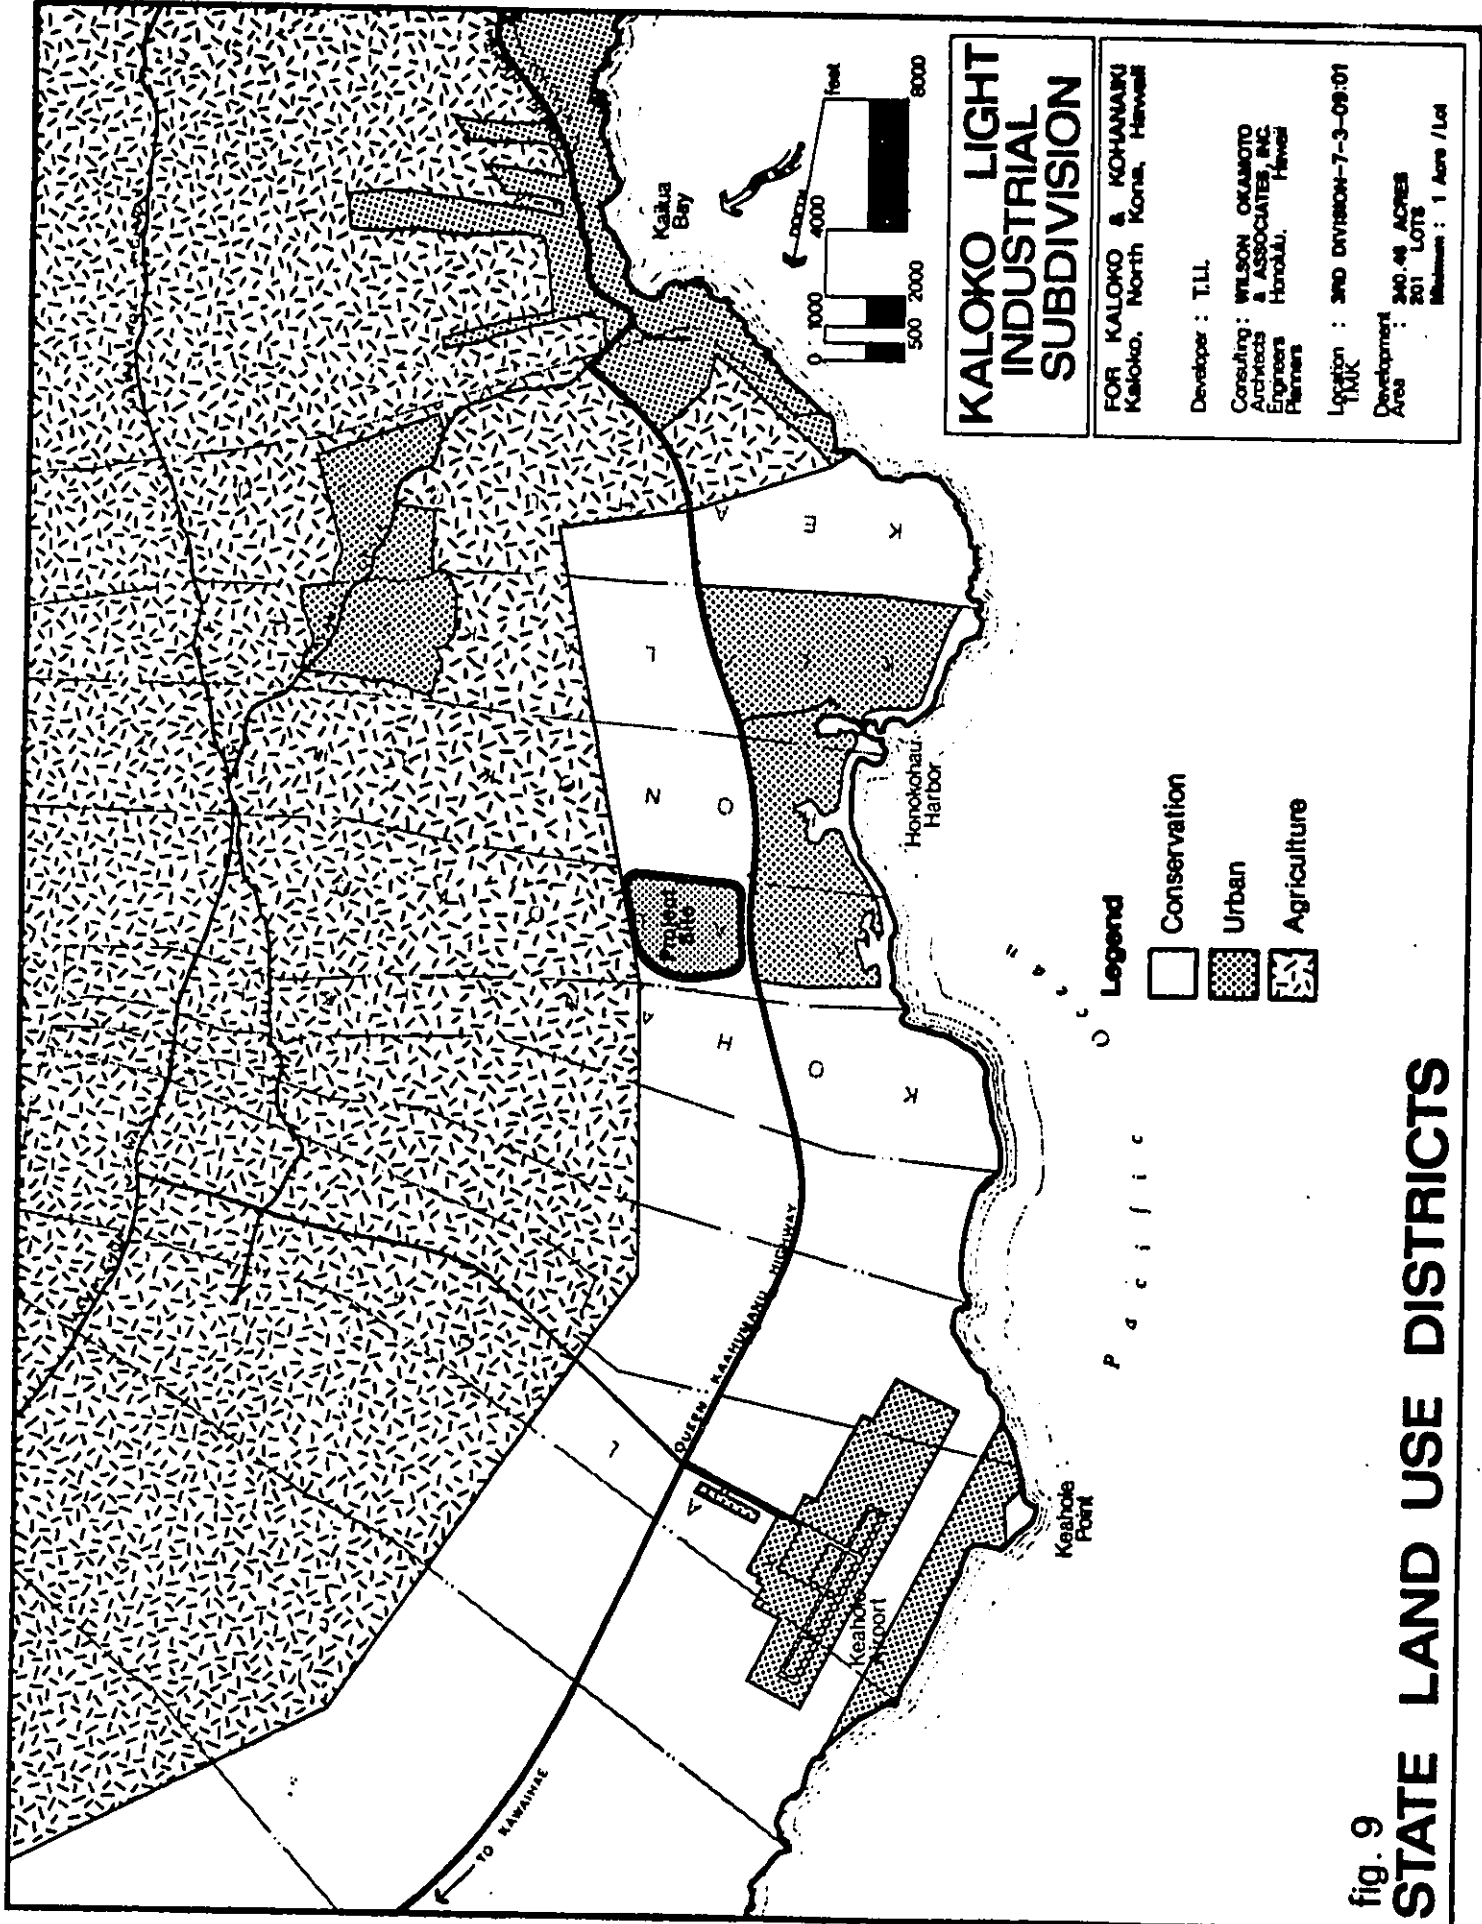 fig. 9
STATE LAND USE DISTRICTS
KALOKO LIGHT
INDUSTRIAL
SUBDIVISION
FOR KALOKO & KOHANAIKI
Kaloko, North Kona, Hawaii
Developer : T.I.I.
Consulting : WILSON OKAMOTO
Architects & ASSOCIATES, INC.
Engineers Honolulu, Hawaii
Planners
Location : 3RD DIVISION-7-3-09:01
TMK
Development
Area : 340.46 ACRES
201 LOTS
Minimum : 1 Acre / Lot
feet
0 1000 4000
500 2000 8000
Legend
Conservation
Urban
Agriculture
Kailua
Bay
Honokohau
Harbor
Project
Site
Keahole
Point
Keahole
Airport
QUEEN KAAHUMANU HIGHWAY
TO KAWAIHAE
Pacific
K E A
K
L
O
N
K O H A
A
I